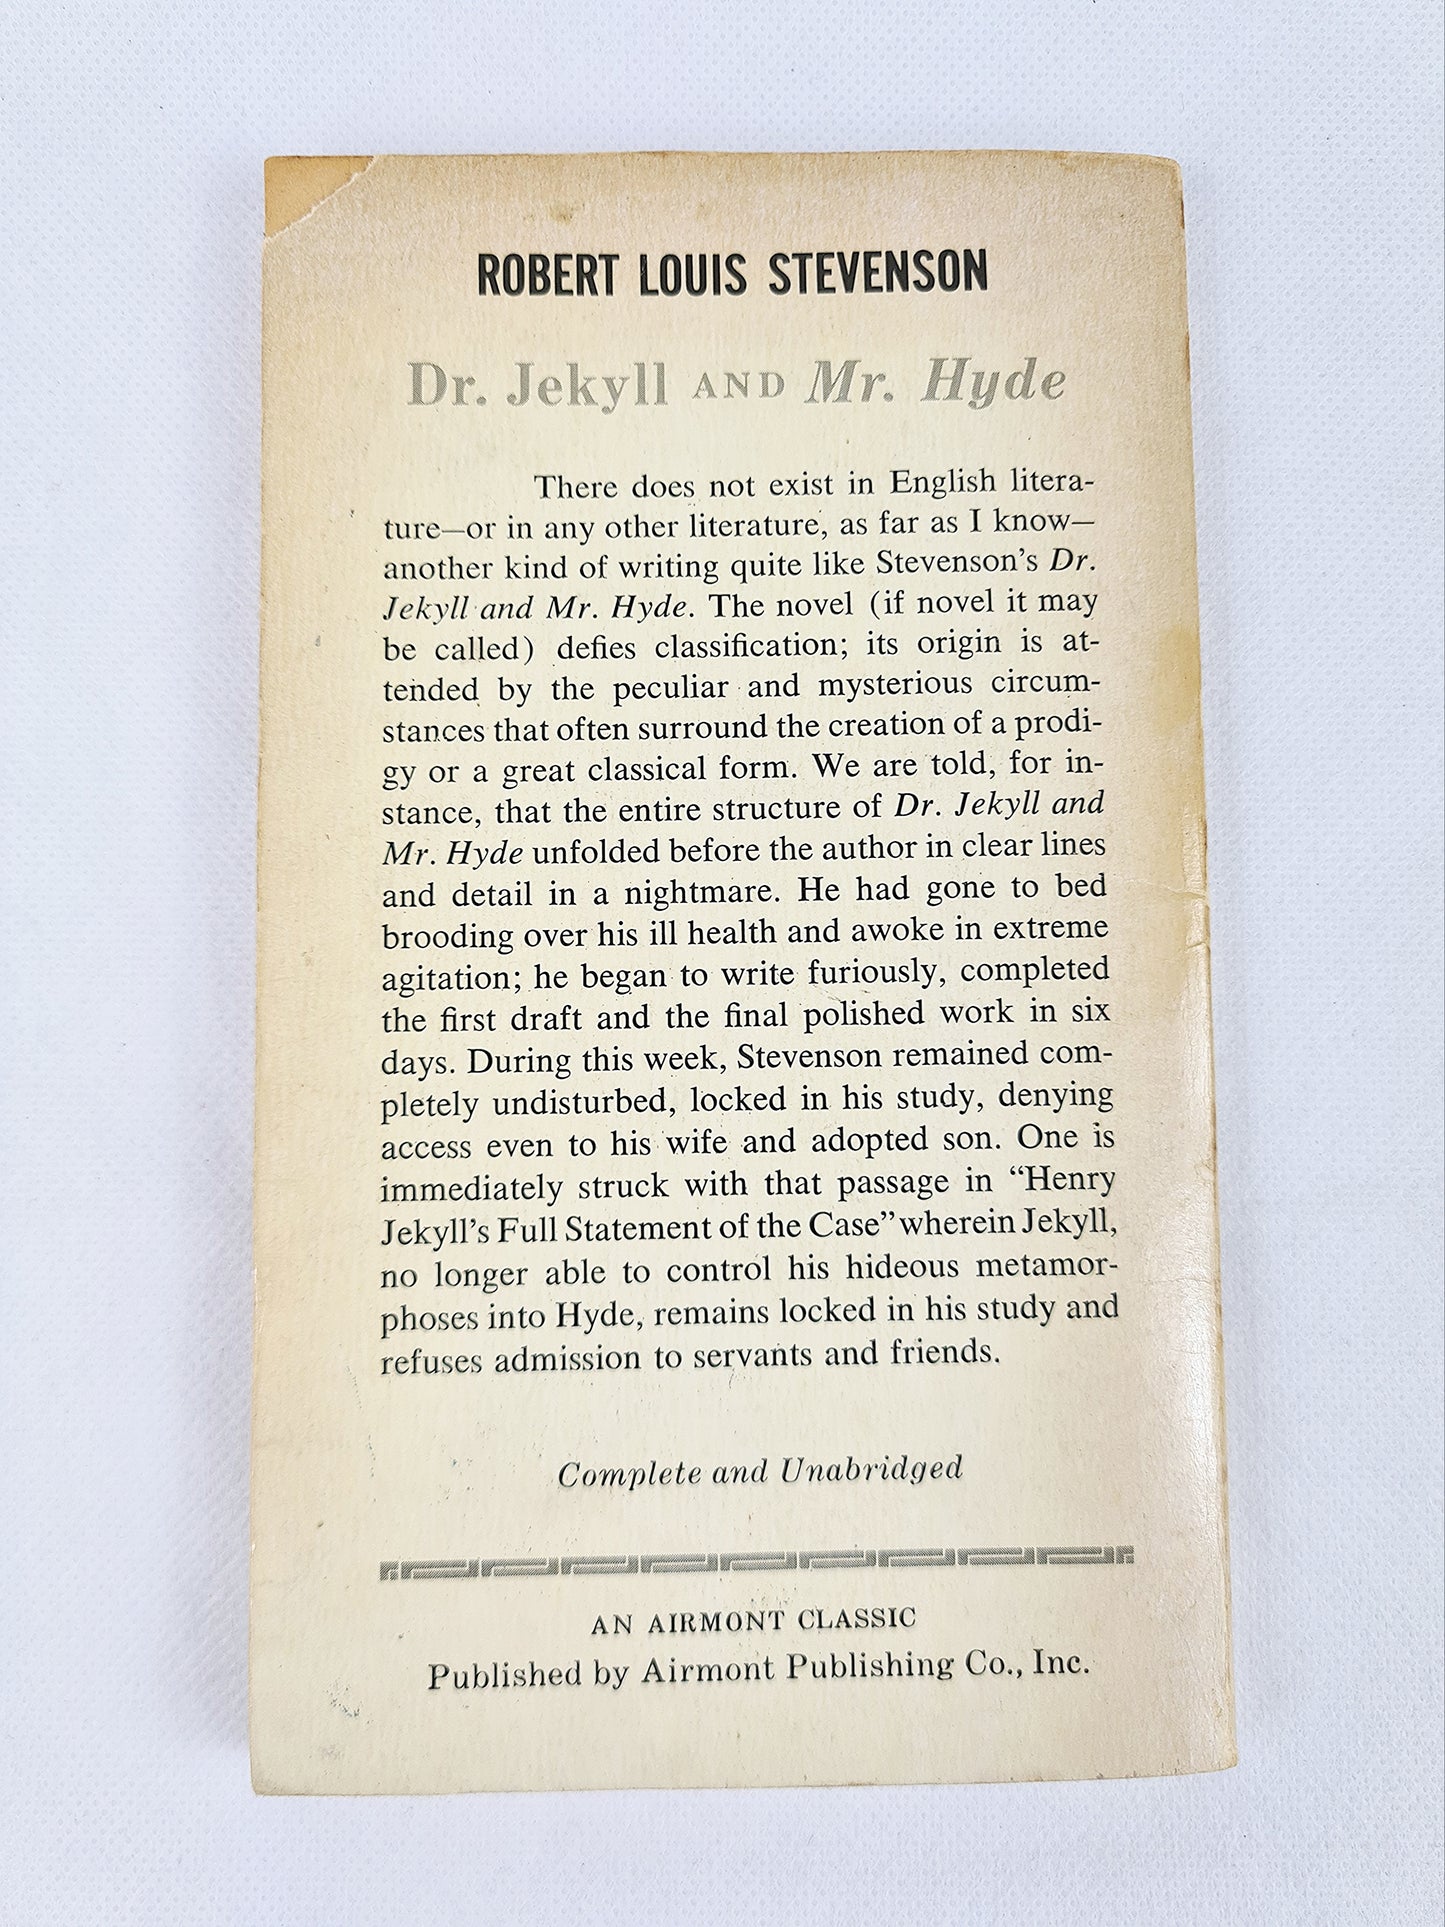 ROBERT LOUIS STEVENSON
Dr. Jekyll AND Mr. Hyde
There does not exist in English litera-
ture—or in any other literature, as far as I know—
another kind of writing quite like Stevenson's Dr.
Jekyll and Mr. Hyde. The novel (if novel it may
be called) defies classification; its origin is at-
tended by the peculiar and mysterious circum-
stances that often surround the creation of a prodi-
gy or a great classical form. We are told, for in-
stance, that the entire structure of Dr. Jekyll and
Mr. Hyde unfolded before the author in clear lines
and detail in a nightmare. He had gone to bed
brooding over his ill health and awoke in extreme
agitation; he began to write furiously, completed
the first draft and the final polished work in six
days. During this week, Stevenson remained com-
pletely undisturbed, locked in his study, denying
access even to his wife and adopted son. One is
immediately struck with that passage in “Henry
Jekyll's Full Statement of the Case” wherein Jekyll,
no longer able to control his hideous metamor-
phoses into Hyde, remains locked in his study and
refuses admission to servants and friends.
Complete and Unabridged
AN AIRMONT CLASSIC
Published by Airmont Publishing Co., Inc.